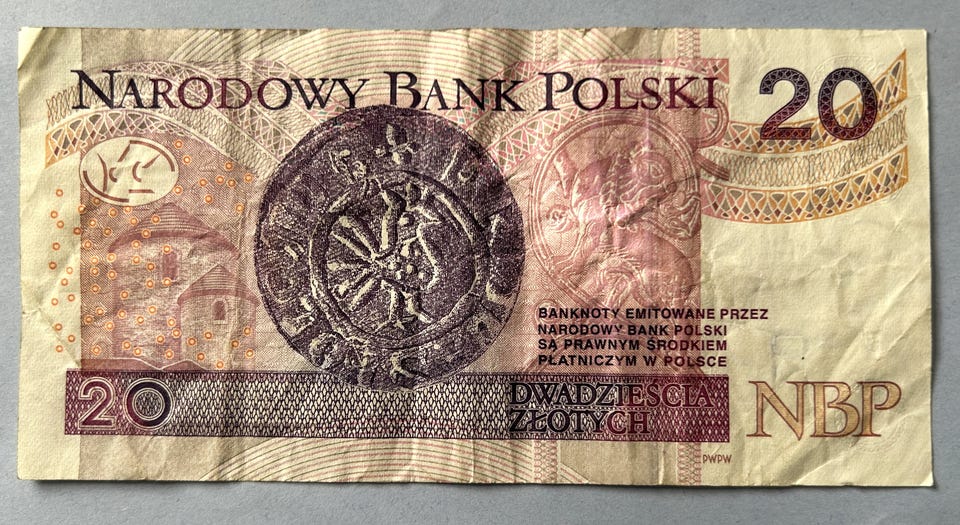 NARODOWY BANK POLSKI
20
BANKNOTY EMITOWANE PRZEZ
NARODOWY BANK POLSKI
SĄ PRAWNYM ŚRODKIEM
PŁATNICZYM W POLSCE
20
DWADZIEŚCIA
ZŁOTYCH
NBP
PWPW